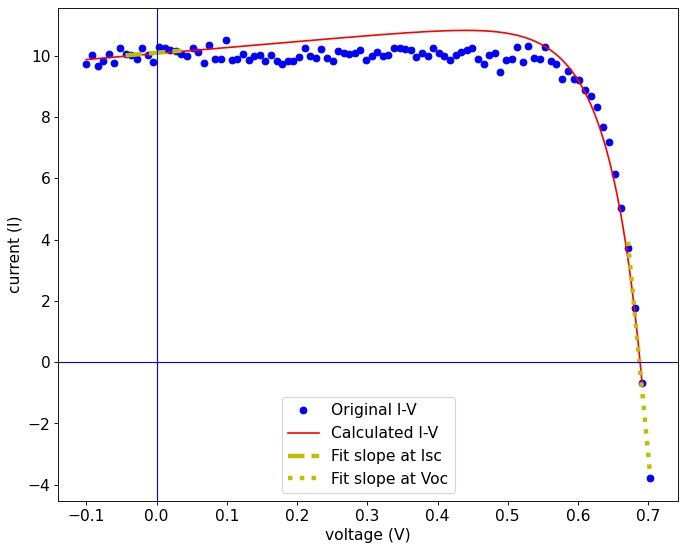 current (I)
10
8
6
4
2
0
−2
−4
Original I-V
Calculated I-V
Fit slope at Isc
Fit slope at Voc
−0.1 0.0 0.1 0.2 0.3 0.4 0.5 0.6 0.7
voltage (V)